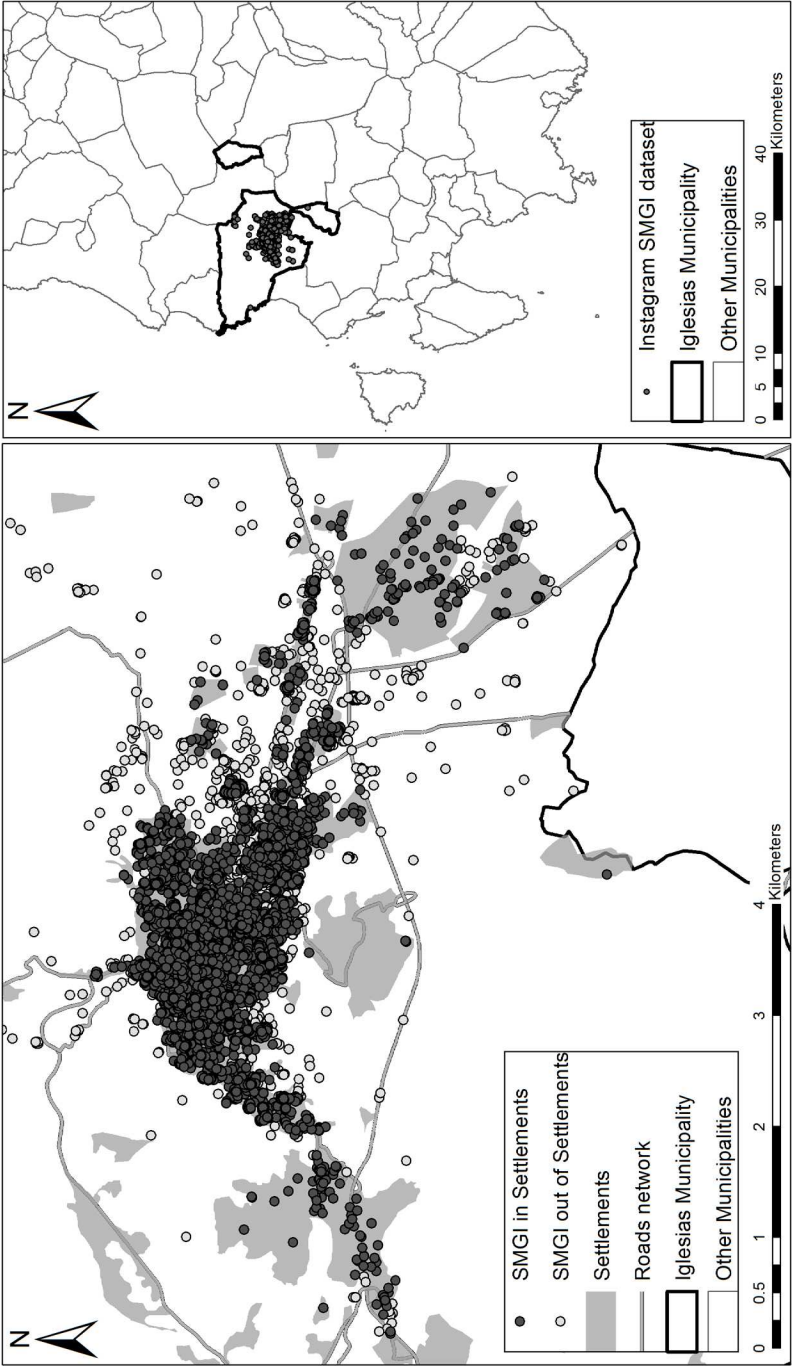 N
SMGI in Settlements
SMGI out of Settlements
Settlements
Roads network
Iglesias Municipality
Other Municipalities
0 0.5 1 2 3 4
Kilometers
N
Instagram SMGI dataset
Iglesias Municipality
Other Municipalities
0 5 10 20 30 40
Kilometers